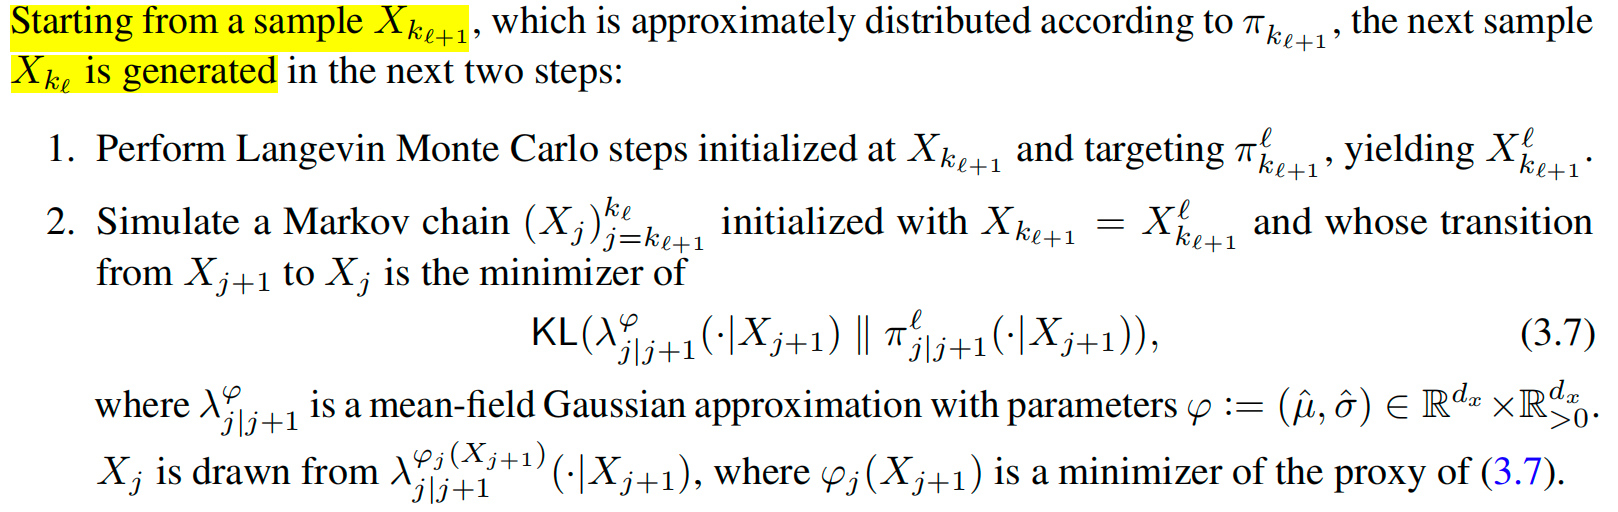 Starting from a sample $X_{k_{\ell+1}}$, which is approximately distributed according to $\pi_{k_{\ell+1}}$, the next sample
$X_{k_\ell}$ is generated in the next two steps:
1. Perform Langevin Monte Carlo steps initialized at $X_{k_{\ell+1}}$ and targeting $\pi^{\ell}_{k_{\ell+1}}$, yielding $X^{\ell}_{k_{\ell+1}}$.
2. Simulate a Markov chain $(X_j)_{j=k_{\ell+1}}^{k_\ell}$ initialized with $X_{k_{\ell+1}} = X^{\ell}_{k_{\ell+1}}$ and whose transition
from $X_{j+1}$ to $X_j$ is the minimizer of
$\mathsf{KL}(\lambda^{\varphi}_{j|j+1}(\cdot|X_{j+1}) \parallel \pi^{\ell}_{j|j+1}(\cdot|X_{j+1})),$ (3.7)
where $\lambda^{\varphi}_{j|j+1}$ is a mean-field Gaussian approximation with parameters $\varphi := (\hat{\mu}, \hat{\sigma}) \in \mathbb{R}^{d_x} \times \mathbb{R}^{d_x}_{>0}$.
$X_j$ is drawn from $\lambda^{\varphi_j(X_{j+1})}_{j|j+1}(\cdot|X_{j+1})$, where $\varphi_j(X_{j+1})$ is a minimizer of the proxy of (3.7).